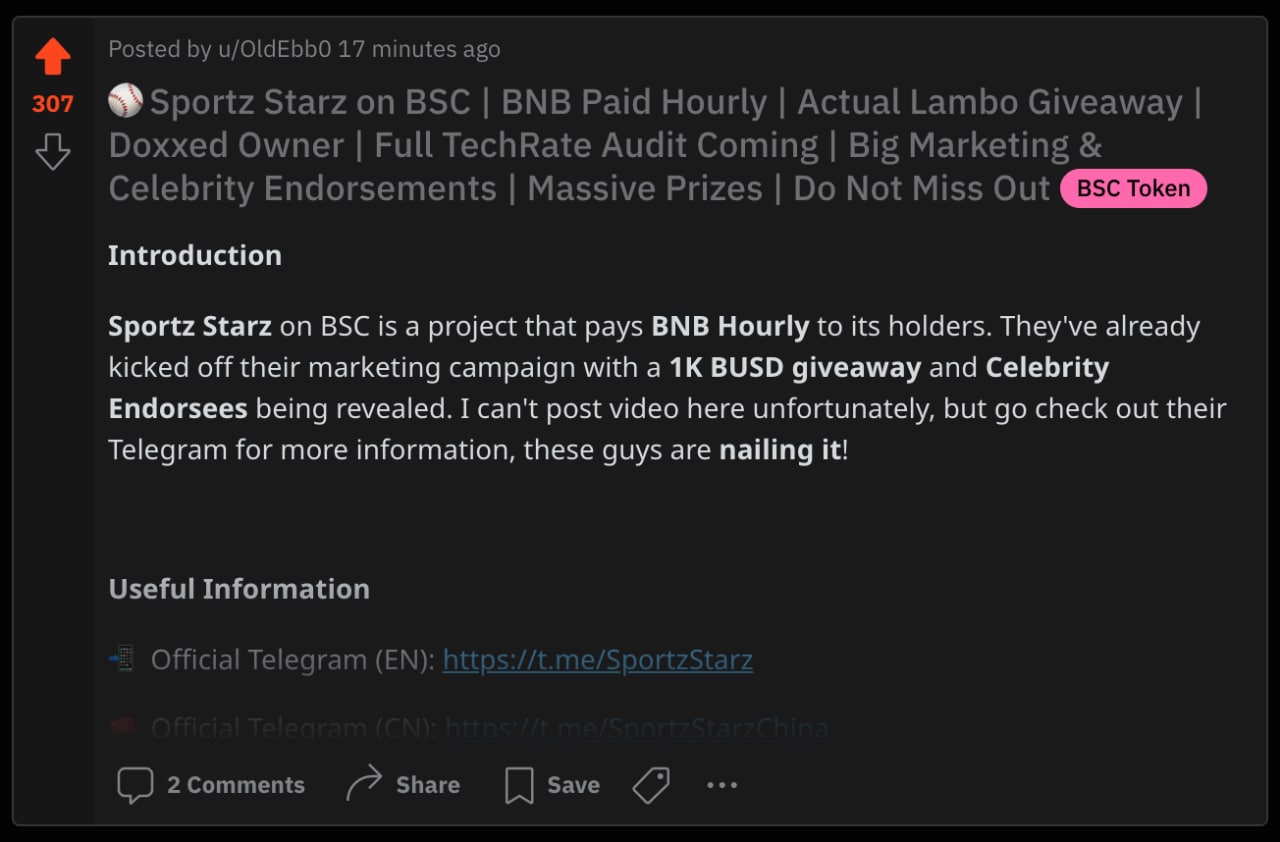 Posted by u/OldEbb0 17 minutes ago
307
Sportz Starz on BSC | BNB Paid Hourly | Actual Lambo Giveaway |
Doxxed Owner | Full TechRate Audit Coming | Big Marketing &
Celebrity Endorsements | Massive Prizes | Do Not Miss Out BSC Token
Introduction
Sportz Starz on BSC is a project that pays BNB Hourly to its holders. They've already
kicked off their marketing campaign with a 1K BUSD giveaway and Celebrity
Endorsees being revealed. I can't post video here unfortunately, but go check out their
Telegram for more information, these guys are nailing it!
Useful Information
Official Telegram (EN): https://t.me/SportzStarz
Official Telegram (CN): https://t.me/SportzStarzChina
2 Comments Share Save